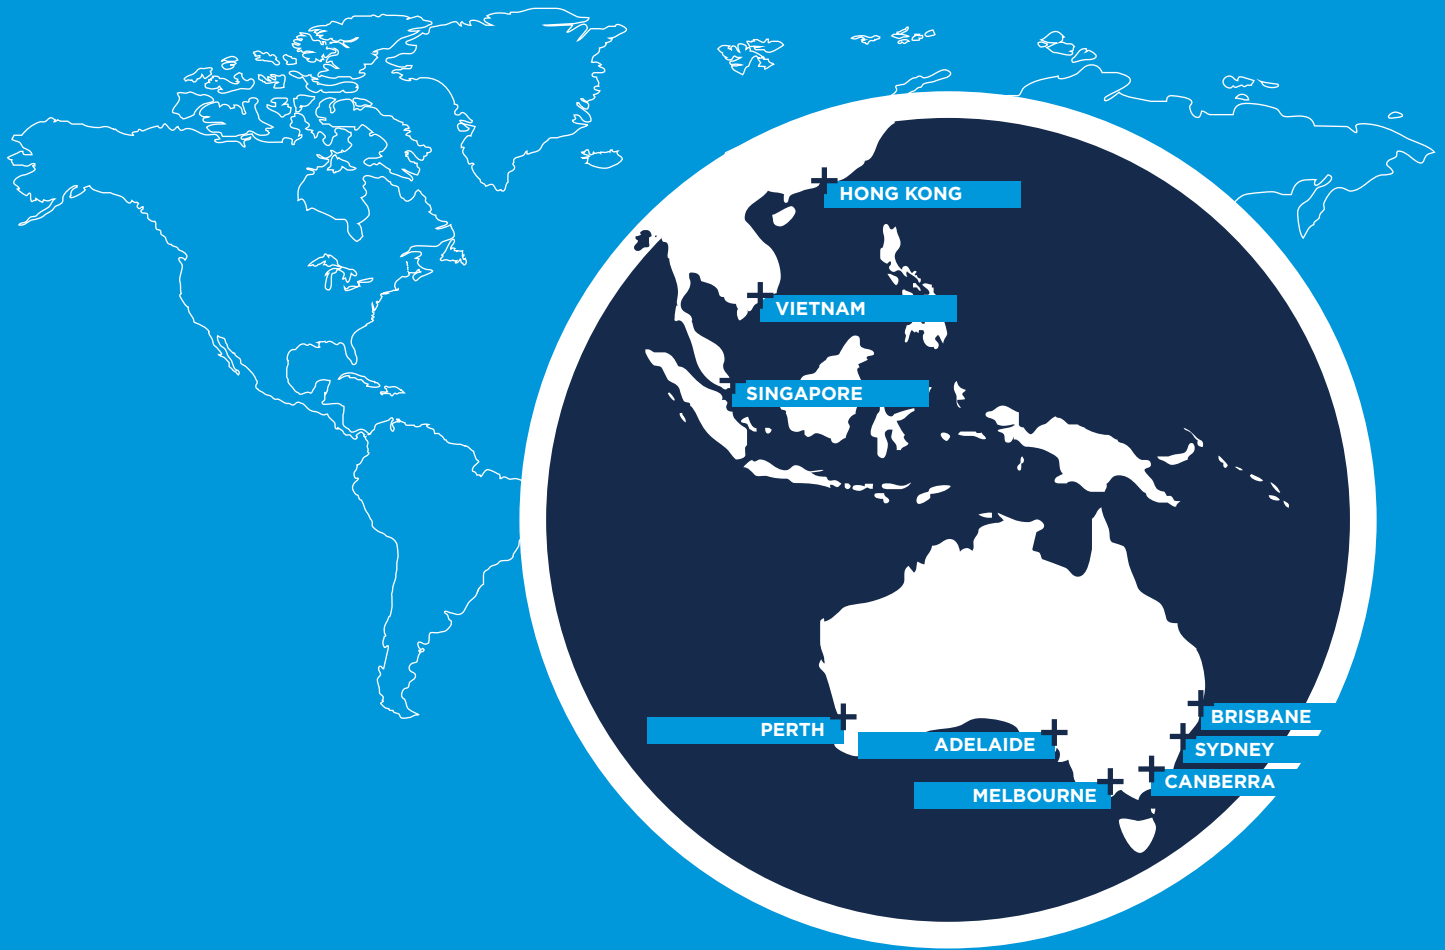 HONG KONG
VIETNAM
SINGAPORE
BRISBANE
PERTH
ADELAIDE
SYDNEY
CANBERRA
MELBOURNE